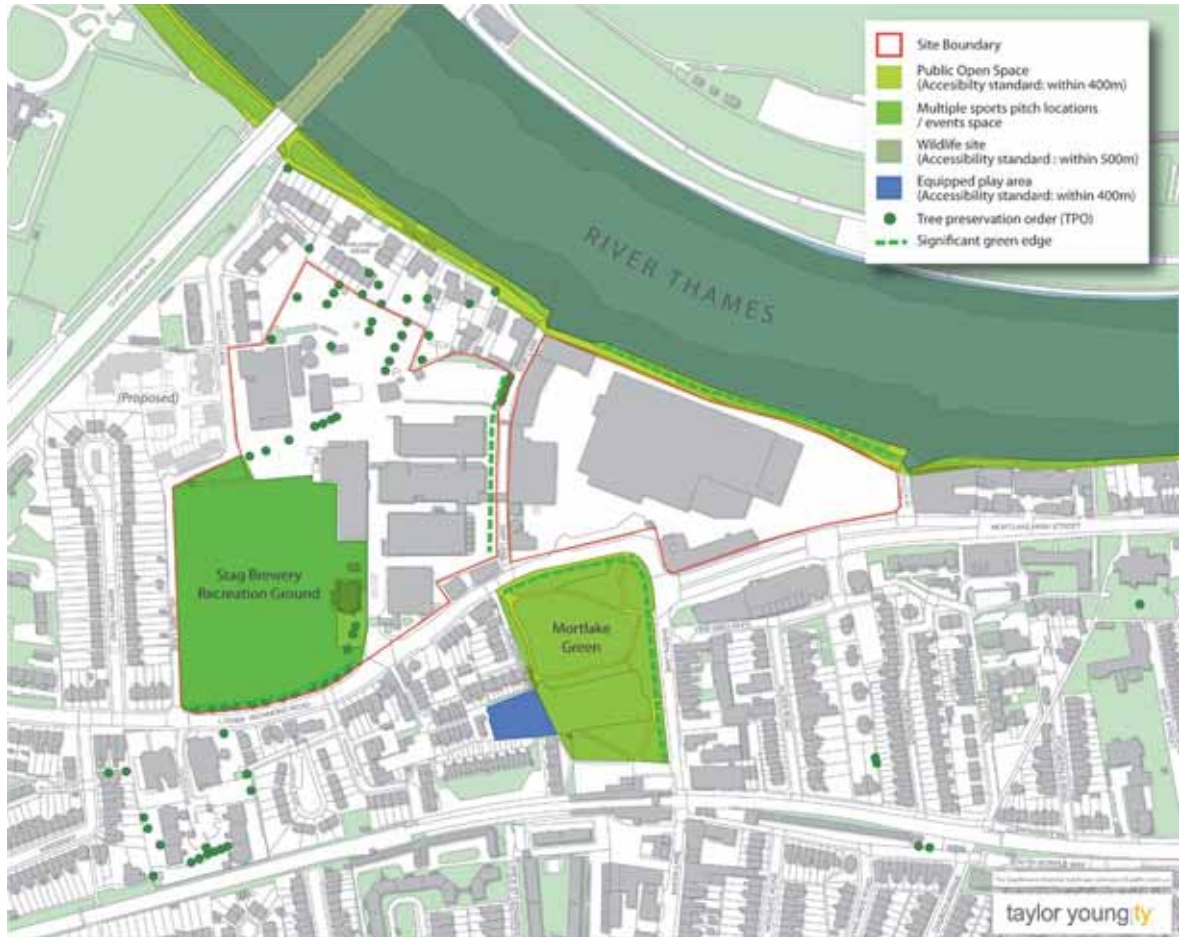 Site Boundary
Public Open Space
(Accesibilty standard: within 400m)
Multiple sports pitch locations
/ events space
Wildlife site
(Accessibility standard : within 500m)
Equipped play area
(Accessibility standard: within 400m)
Tree preservation order (TPO)
Significant green edge
RIVER THAMES
(Proposed)
MORTLAKE HIGH STREET
Stag Brewery
Recreation Ground
Mortlake
Green
taylor young ty